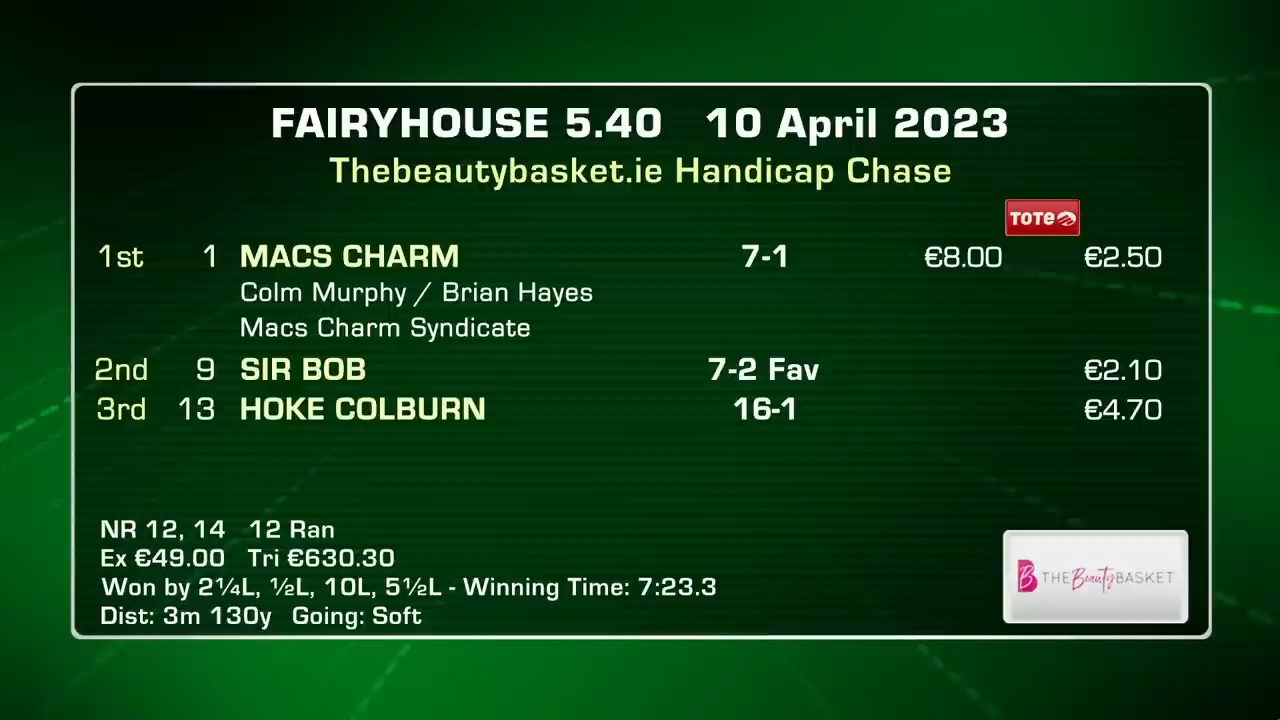 FAIRYHOUSE 5.40 10 April 2023
Thebeautybasket.ie Handicap Chase
TOTE
1st 1 MACS CHARM 7-1 €8.00 €2.50
Colm Murphy / Brian Hayes
Macs Charm Syndicate
2nd 9 SIR BOB 7-2 Fav €2.10
3rd 13 HOKE COLBURN 16-1 €4.70
NR 12, 14 12 Ran
Ex €49.00 Tri €630.30
Won by 2¼L, ½L, 10L, 5½L - Winning Time: 7:23.3
Dist: 3m 130y Going: Soft
B THE Beauty BASKET